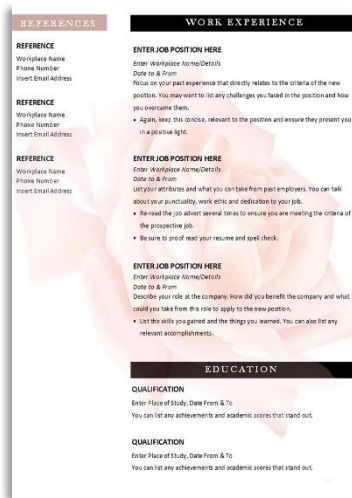 REFERENCES
REFERENCE
Workplace Name
Phone Number
Insert Email Address
REFERENCE
Workplace Name
Phone Number
Insert Email Address
REFERENCE
Workplace Name
Phone Number
Insert Email Address
WORK EXPERIENCE
ENTER JOB POSITION HERE
Enter Workplace Name/Details
Date to & From
Focus on your past experience that directly relates to the criteria of the new
position. You may want to list any challenges you faced in the position and how
you overcame them.
• Again, keep this concise, relevant to the position and ensure they present you
in a positive light.
ENTER JOB POSITION HERE
Enter Workplace Name/Details
Date to & From
List your attributes and what you can take from past employers. You can talk
about your punctuality, work ethic and dedication to your job.
• Re-read the job advert several times to ensure you are meeting the criteria of
the prospective job.
• Be sure to proof read your resume and spell check.
ENTER JOB POSITION HERE
Enter Workplace Name/Details
Date to & From
Describe your role at the company. How did you benefit the company and what
could you take from this role to apply to the new position.
• List the skills you gained and the things you learned. You can also list any
relevant accomplishments.
EDUCATION
QUALIFICATION
Enter Place of Study, Date From & To
You can list any achievements and academic scores that stand out.
QUALIFICATION
Enter Place of Study, Date From & To
You can list any achievements and academic scores that stand out.